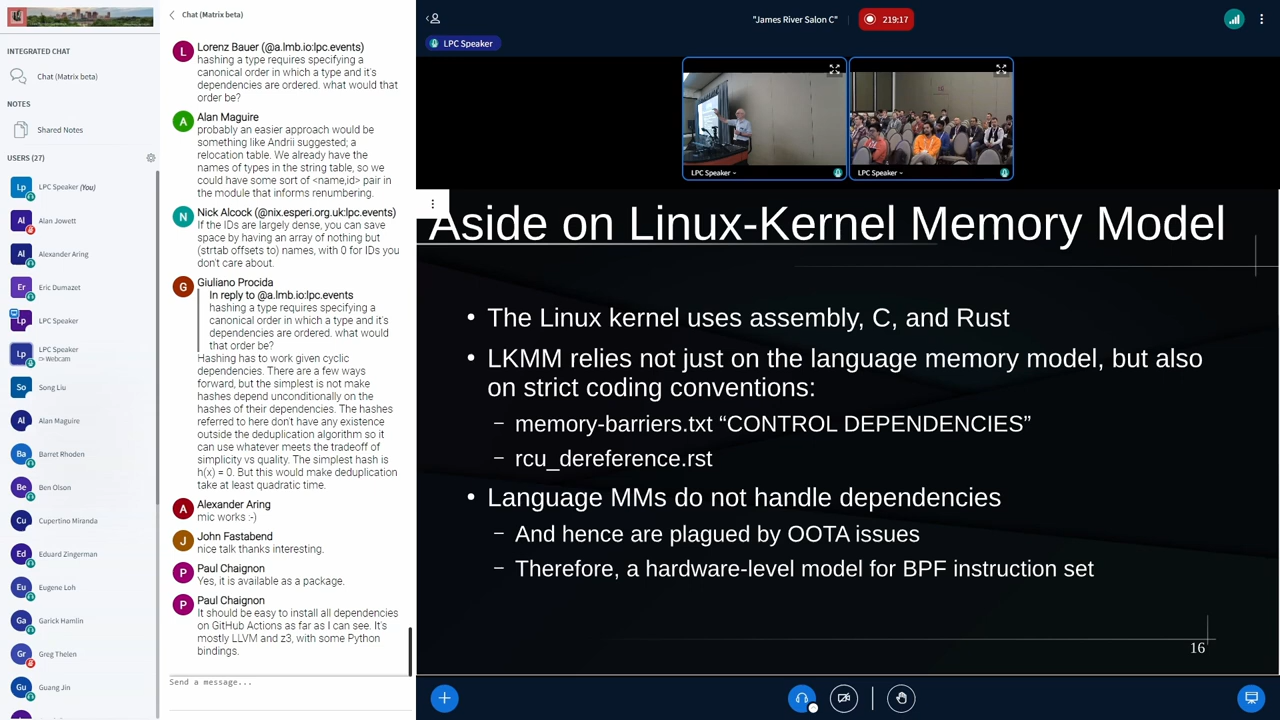 INTEGRATED CHAT
Chat (Matrix beta)
NOTES
Shared Notes
USERS (27)
Lp
LPC Speaker (You)
Al
Alan Jowett
Al
Alexander Aring
Er
Eric Dumazet
Lp
LPC Speaker
Lp
LPC Speaker
Webcam
So
Song Liu
Al
Alan Maguire
Ba
Barret Rhoden
Be
Ben Olson
Cu
Cupertino Miranda
Ed
Eduard Zingerman
Eu
Eugene Loh
Ga
Garick Hamlin
Gr
Greg Thelen
Gu
Guang Jin
Chat (Matrix beta)
L
Lorenz Bauer (@a.lmb.io:lpc.events)
hashing a type requires specifying a
canonical order in which a type and it's
dependencies are ordered. what would that
order be?
A
Alan Maguire
probably an easier approach would be
something like Andrii suggested; a
relocation table. We already have the
names of types in the string table, so we
could have some sort of <name,id> pair in
the module that informs renumbering.
N
Nick Alcock (@nix.esperi.org.uk:lpc.events)
If the IDs are largely dense, you can save
space by having an array of nothing but
(strtab offsets to) names, with 0 for IDs you
don't care about.
G
Giuliano Procida
In reply to @a.lmb.io:lpc.events
hashing a type requires specifying a
canonical order in which a type and it's
dependencies are ordered. what would
that order be?
Hashing has to work given cyclic
dependencies. There are a few ways
forward, but the simplest is not make
hashes depend unconditionally on the
hashes of their dependencies. The hashes
referred to here don't have any existence
outside the deduplication algorithm so it
can use whatever meets the tradeoff of
simplicity vs quality. The simplest hash is
h(x) = 0. But this would make deduplication
take at least quadratic time.
A
Alexander Aring
mic works :-)
J
John Fastabend
nice talk thanks interesting.
P
Paul Chaignon
Yes, it is available as a package.
P
Paul Chaignon
It should be easy to install all dependencies
on GitHub Actions as far as I can see. It's
mostly LLVM and z3, with some Python
bindings.
Send a message...
"James River Salon C"
219:17
LPC Speaker
LPC Speaker
LPC Speaker
Aside on Linux-Kernel Memory Model
• The Linux kernel uses assembly, C, and Rust
• LKMM relies not just on the language memory model, but also
on strict coding conventions:
– memory-barriers.txt “CONTROL DEPENDENCIES”
– rcu_dereference.rst
• Language MMs do not handle dependencies
– And hence are plagued by OOTA issues
– Therefore, a hardware-level model for BPF instruction set
16